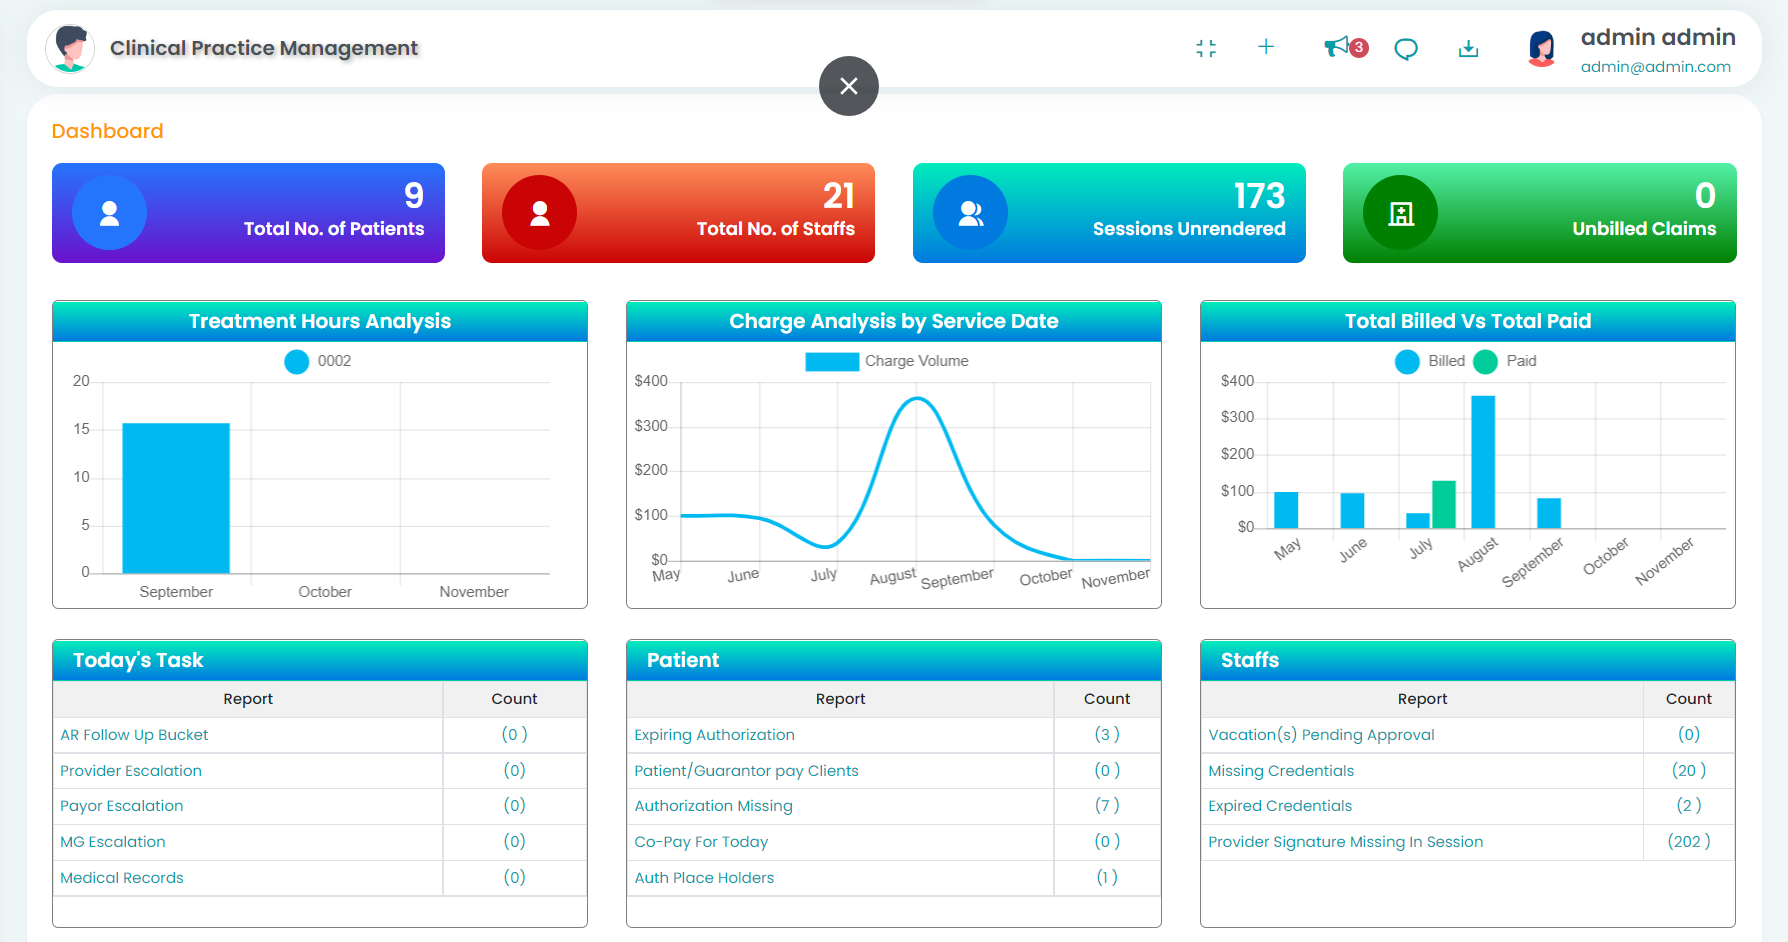 Clinical Practice Management
3
admin admin
admin@admin.com
Dashboard
9
Total No. of Patients
21
Total No. of Staffs
173
Sessions Unrendered
0
Unbilled Claims
Treatment Hours Analysis
0002
20
15
10
5
0
September October November
Charge Analysis by Service Date
Charge Volume
$400
$300
$200
$100
$0
May June July August September October November
Total Billed Vs Total Paid
Billed Paid
$400
$300
$200
$100
$0
May June July August September October November
Today's Task
Report Count
AR Follow Up Bucket (0 )
Provider Escalation (0)
Payor Escalation (0)
MG Escalation (0)
Medical Records (0)
Patient
Report Count
Expiring Authorization (3 )
Patient/Guarantor pay Clients (0 )
Authorization Missing (7 )
Co-Pay For Today (0 )
Auth Place Holders (1 )
Staffs
Report Count
Vacation(s) Pending Approval (0)
Missing Credentials (20 )
Expired Credentials (2 )
Provider Signature Missing In Session (202 )